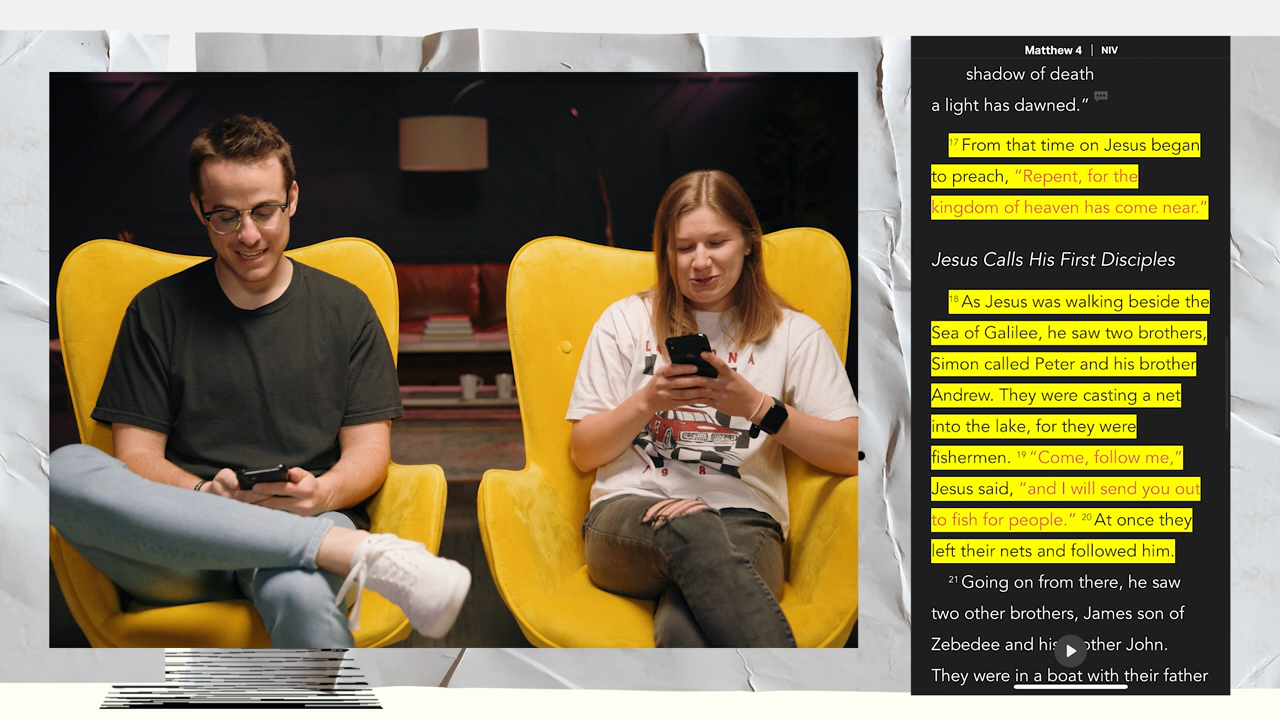 Matthew 4 | NIV
shadow of death
a light has dawned.”
17 From that time on Jesus began
to preach, “Repent, for the
kingdom of heaven has come near.”
Jesus Calls His First Disciples
18 As Jesus was walking beside the
Sea of Galilee, he saw two brothers,
Simon called Peter and his brother
Andrew. They were casting a net
into the lake, for they were
fishermen. 19 “Come, follow me,”
Jesus said, “and I will send you out
to fish for people.” 20 At once they
left their nets and followed him.
21 Going on from there, he saw
two other brothers, James son of
Zebedee and his John.
They were in a boat with their father